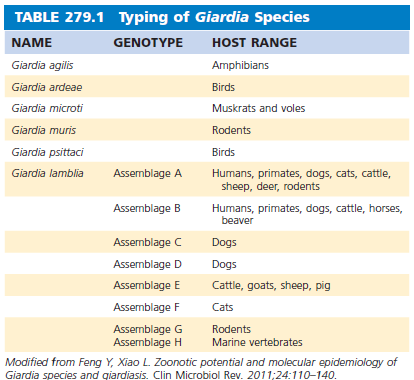 TABLE 279.1 Typing of Giardia Species
NAME GENOTYPE HOST RANGE
Giardia agilis Amphibians
Giardia ardeae Birds
Giardia microti Muskrats and voles
Giardia muris Rodents
Giardia psittaci Birds
Giardia lamblia Assemblage A Humans, primates, dogs, cats, cattle,
sheep, deer, rodents
Assemblage B Humans, primates, dogs, cattle, horses,
beaver
Assemblage C Dogs
Assemblage D Dogs
Assemblage E Cattle, goats, sheep, pig
Assemblage F Cats
Assemblage G Rodents
Assemblage H Marine vertebrates
Modified from Feng Y, Xiao L. Zoonotic potential and molecular epidemiology of
Giardia species and giardiasis. Clin Microbiol Rev. 2011;24:110–140.